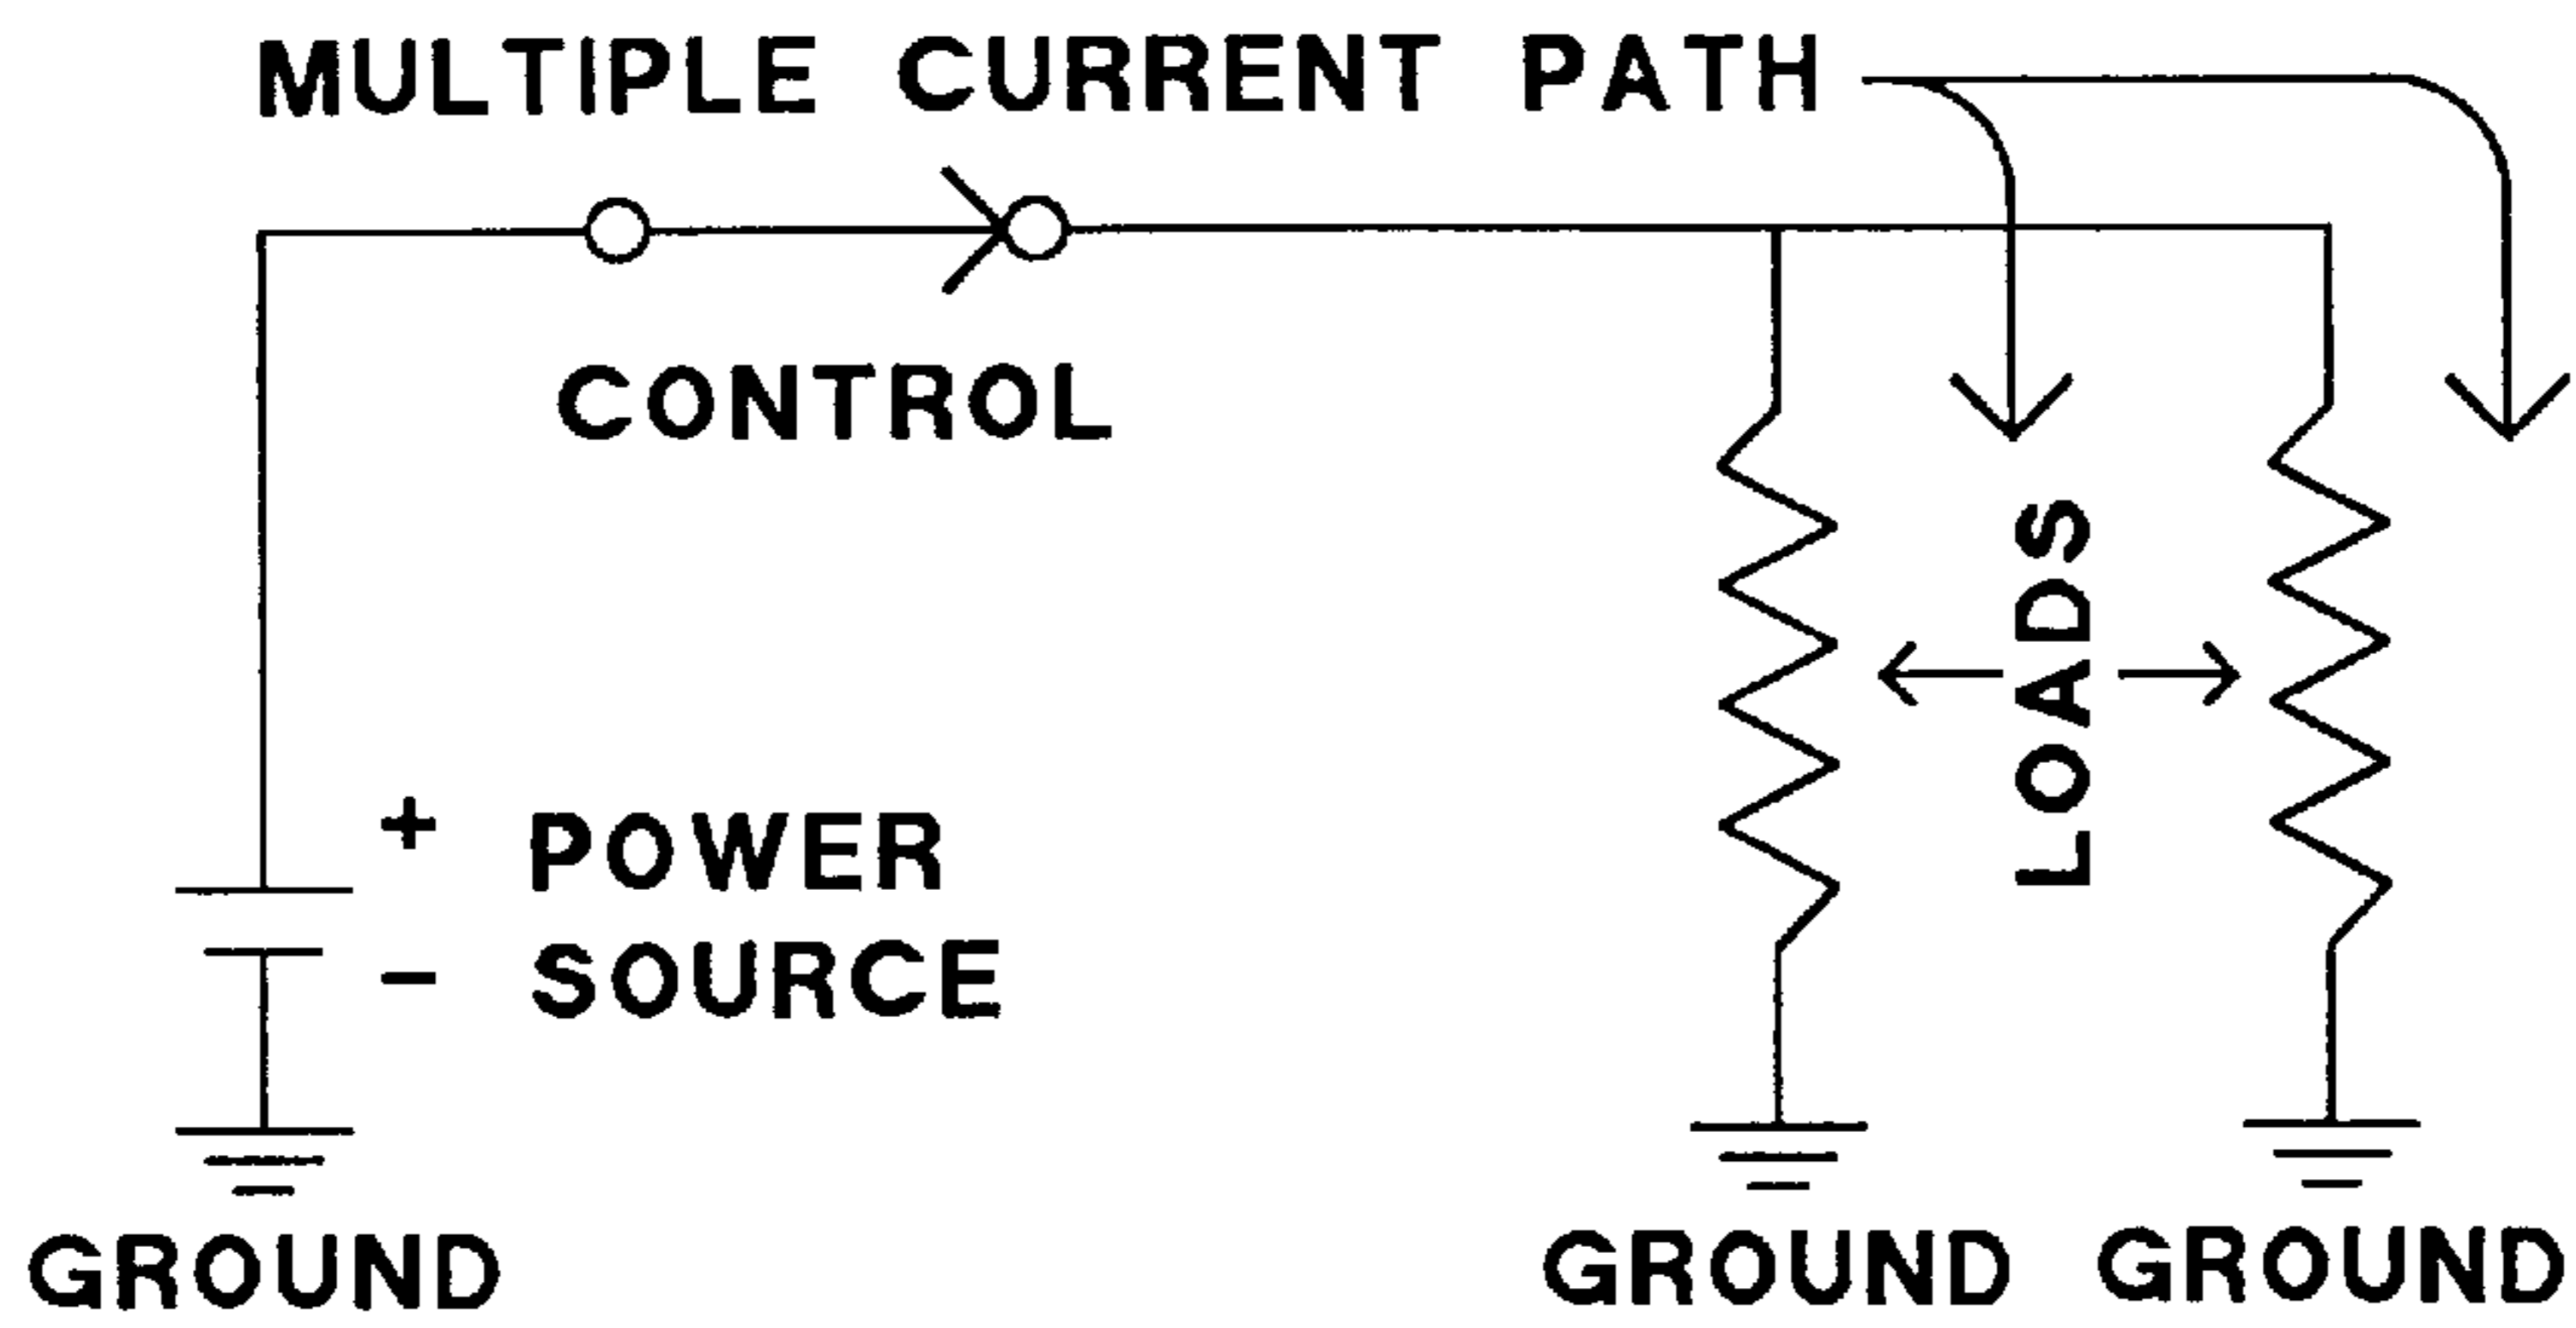 MULTIPLE CURRENT PATH
CONTROL
LOADS
+ POWER
- SOURCE
GROUND
GROUND GROUND